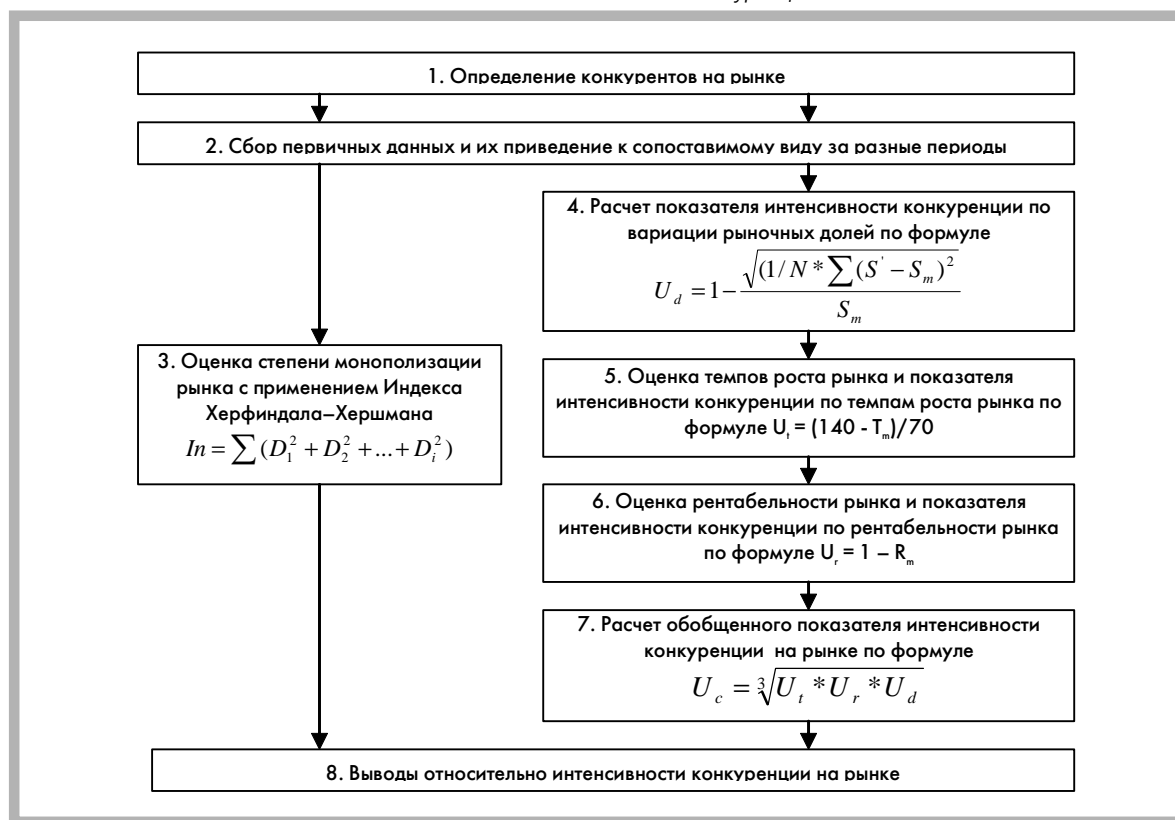 1. Определение конкурентов на рынке
2. Сбор первичных данных и их приведение к сопоставимому виду за разные периоды
4. Расчет показателя интенсивности конкуренции по
вариации рыночных долей по формуле
U_d = 1 - √((1/N * ∑(S' - S_m)² / S_m
3. Оценка степени монополизации
рынка с применением Индекса
Херфиндала–Хершмана
In = ∑(D₁² + D₂² + ... + D_i²)
5. Оценка темпов роста рынка и показателя
интенсивности конкуренции по темпам роста рынка по
формуле U_t = (140 - T_m)/70
6. Оценка рентабельности рынка и показателя
интенсивности конкуренции по рентабельности рынка
по формуле U_r = 1 – R_m
7. Расчет обобщенного показателя интенсивности
конкуренции на рынке по формуле
U_c = ∛(U_t * U_r * U_d)
8. Выводы относительно интенсивности конкуренции на рынке